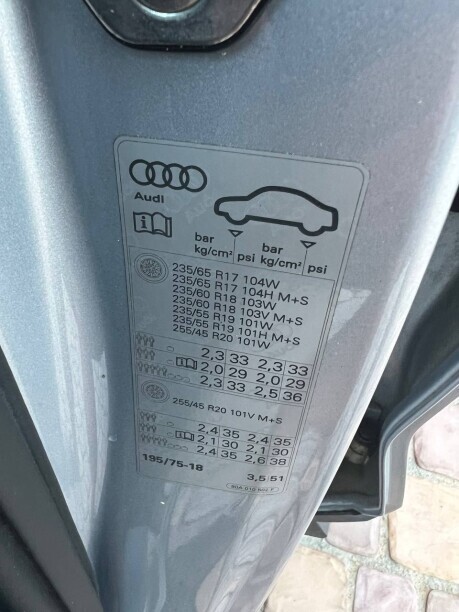 Audi
bar kg/cm² psi bar kg/cm² psi
235/65 R17 104W
235/65 R17 104H M+S
235/60 R18 103W
235/60 R18 103V M+S
235/55 R19 101W
235/55 R19 101H M+S
255/45 R20 101W
2,3 33 2,3 33
2,0 29 2,0 29
2,3 33 2,5 36
255/45 R20 101V M+S
2,4 35 2,4 35
2,1 30 2,1 30
2,4 35 2,6 38
195/75-18 3,5 51